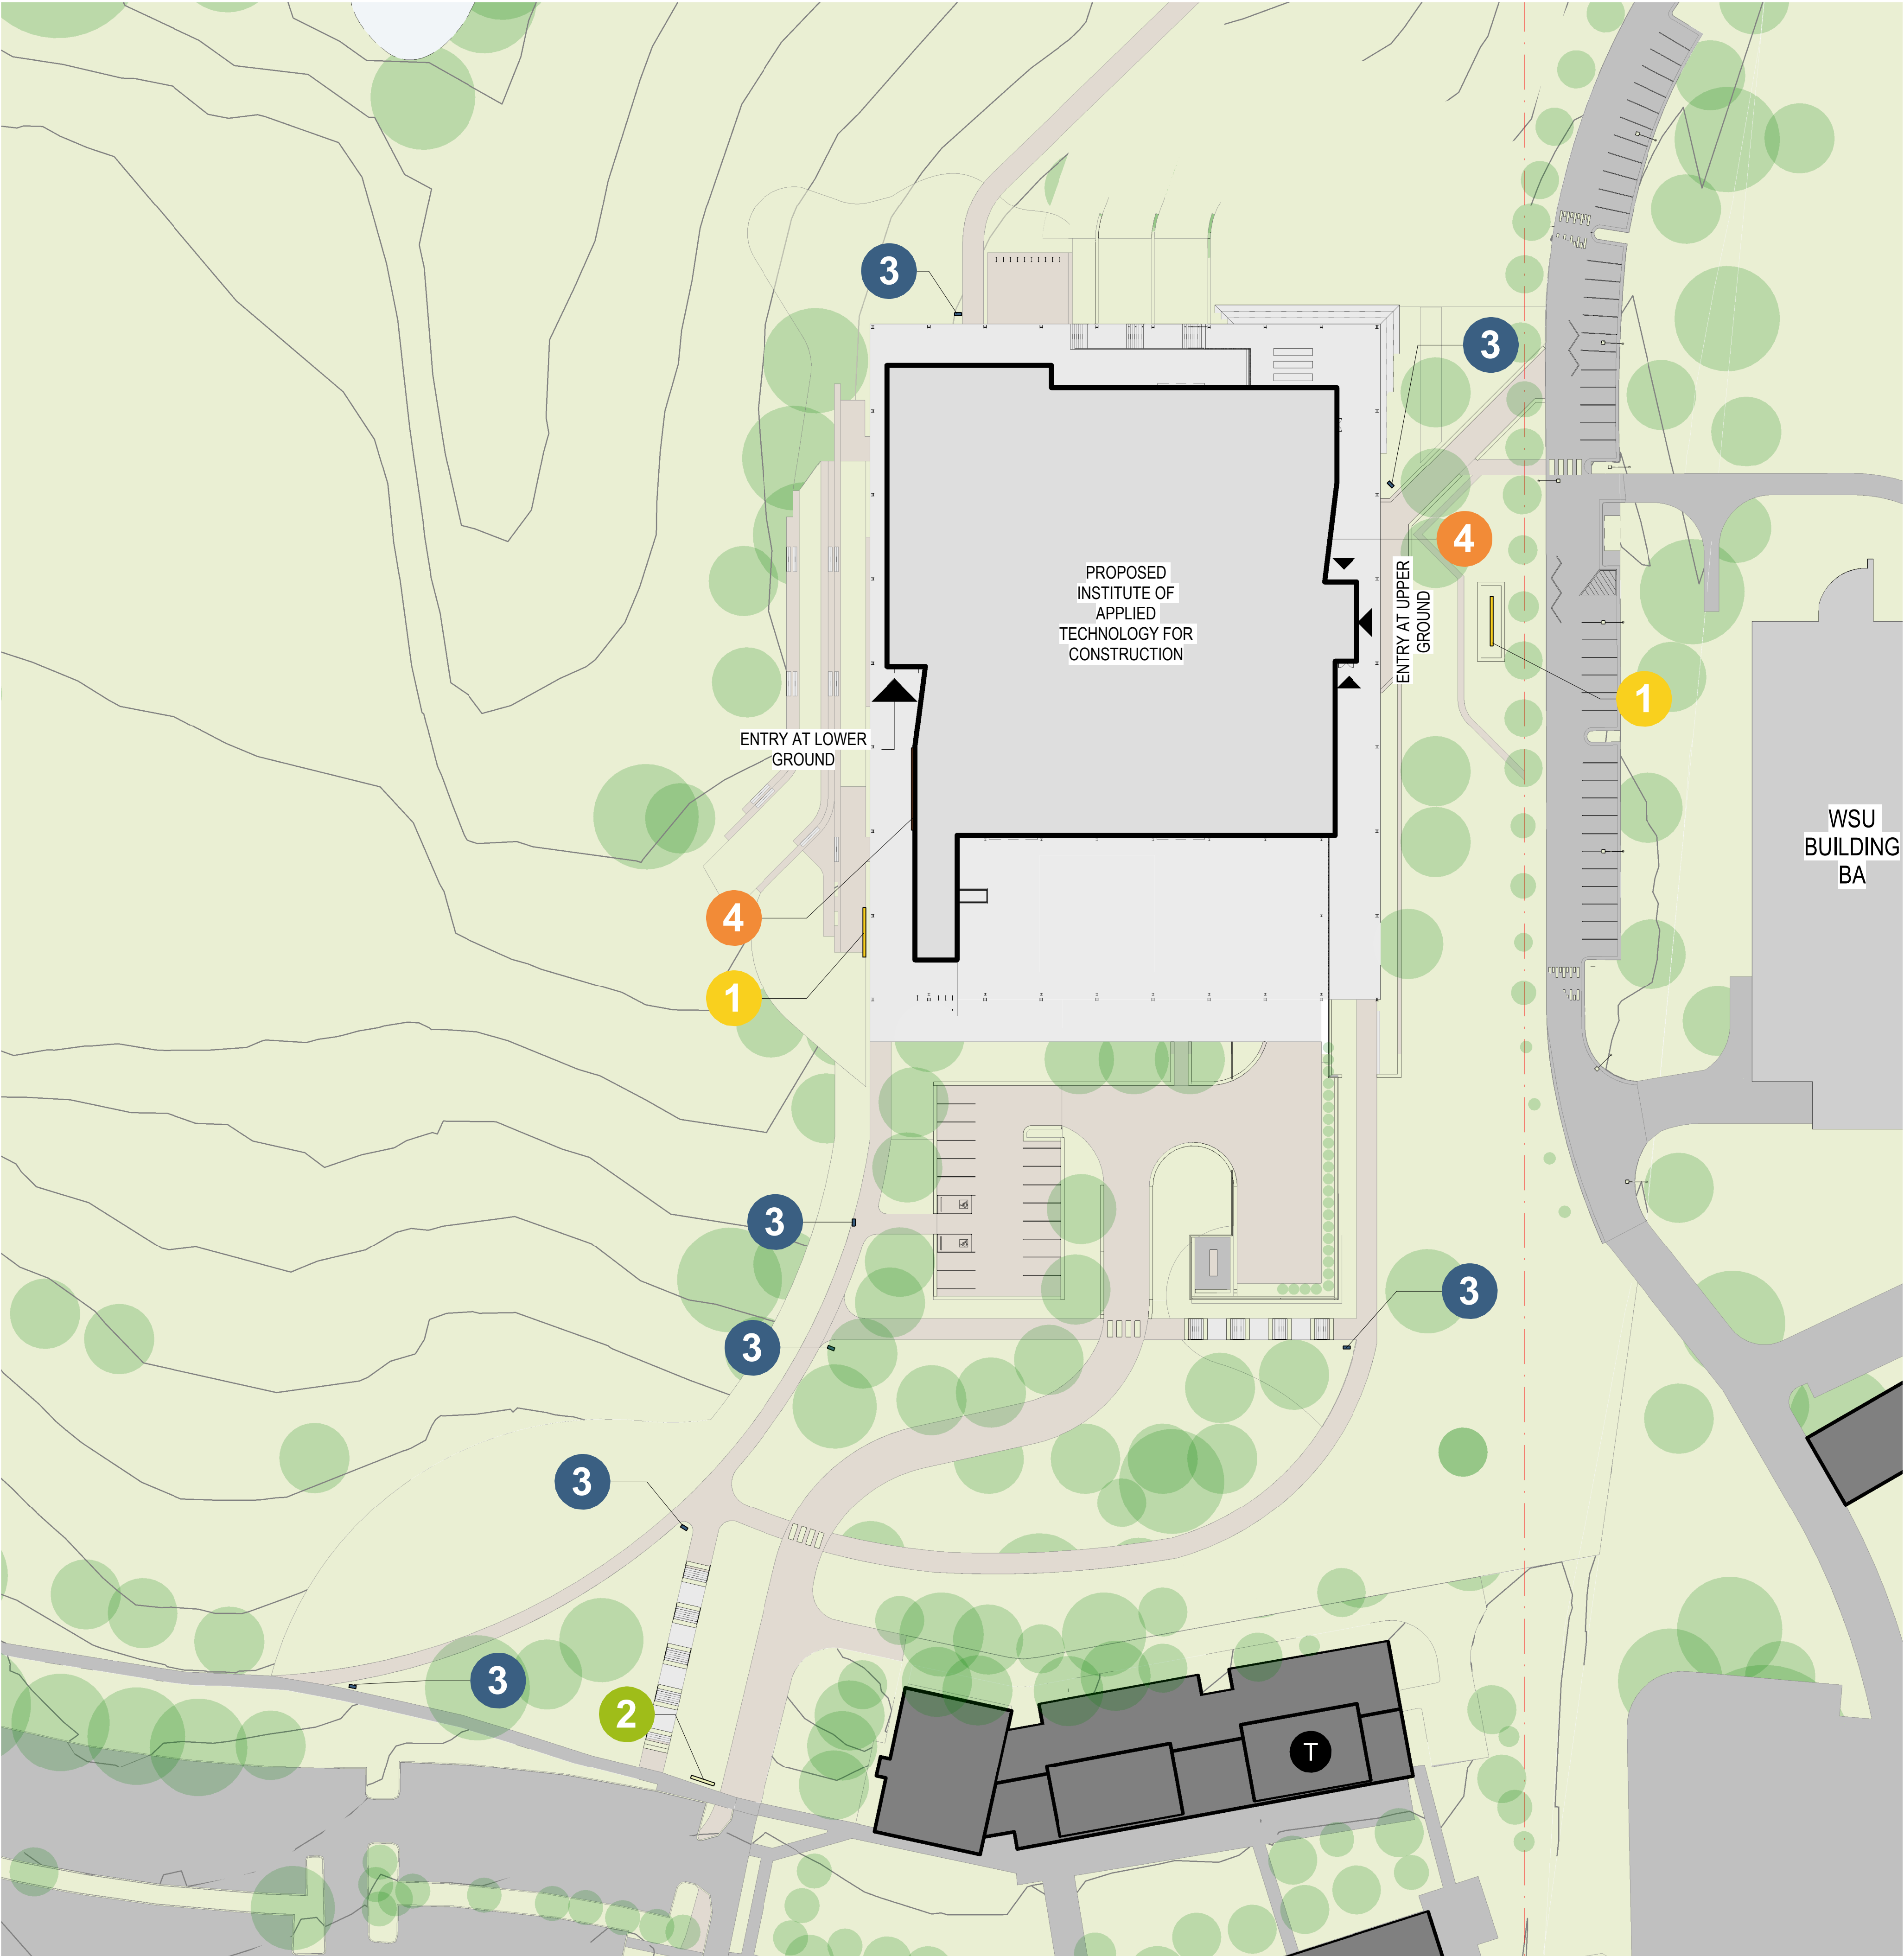 3
3
4
PROPOSED
INSTITUTE OF
APPLIED
TECHNOLOGY FOR
CONSTRUCTION
ENTRY AT UPPER
GROUND
1
ENTRY AT LOWER
GROUND
WSU
BUILDING
BA
4
1
3
3
3
3
3
2
T